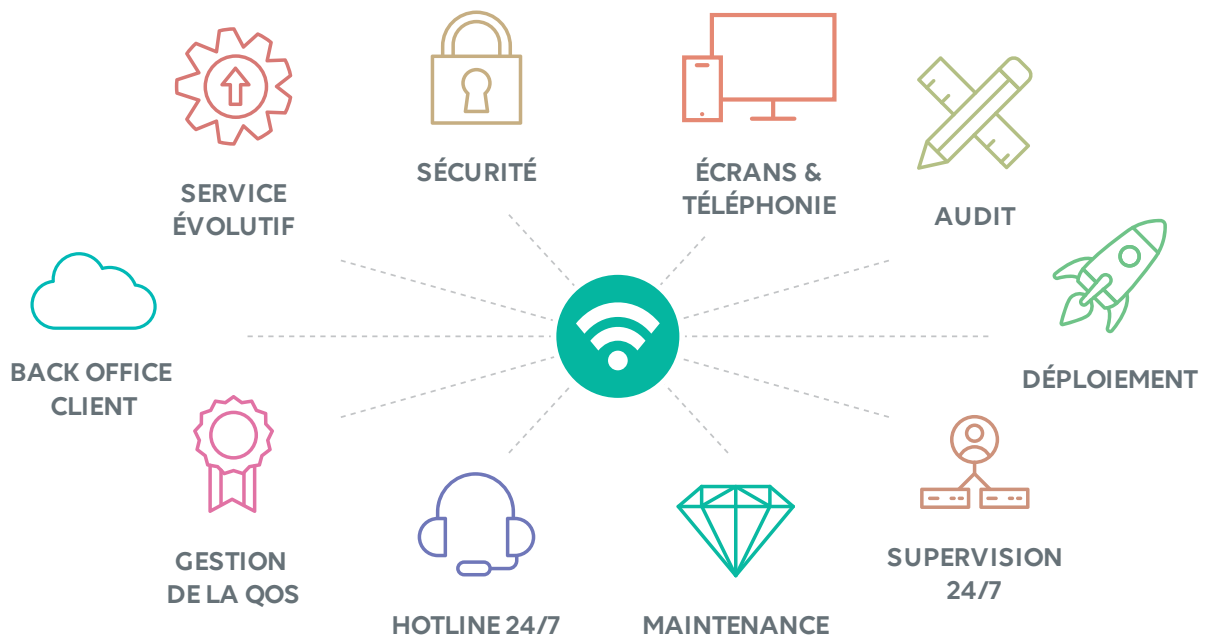 SÉCURITÉ
ÉCRANS &
TÉLÉPHONIE
SERVICE
ÉVOLUTIF
AUDIT
BACK OFFICE
CLIENT
DÉPLOIEMENT
GESTION
DE LA QOS
SUPERVISION
24/7
HOTLINE 24/7
MAINTENANCE